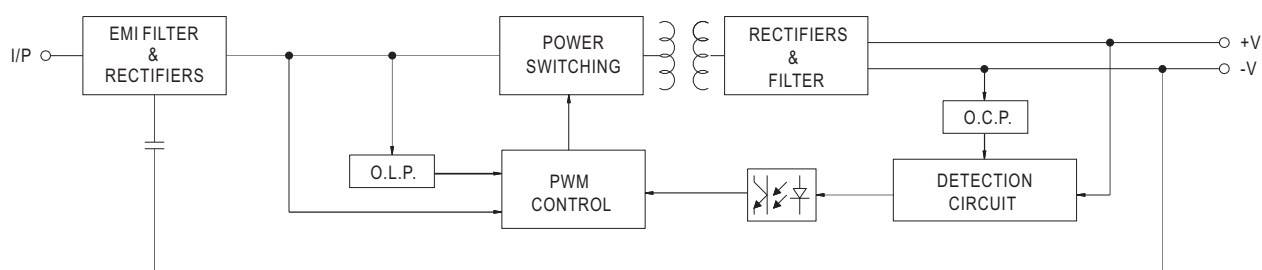 I/P
EMI FILTER
&
RECTIFIERS
POWER
SWITCHING
RECTIFIERS
&
FILTER
+V
-V
O.C.P.
O.L.P.
PWM
CONTROL
DETECTION
CIRCUIT